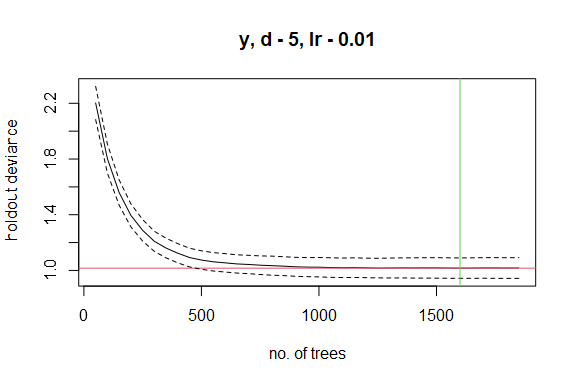 y, d - 5, lr - 0.01
holdout deviance
2.2
1.8
1.4
1.0
0
500
1000
1500
no. of trees